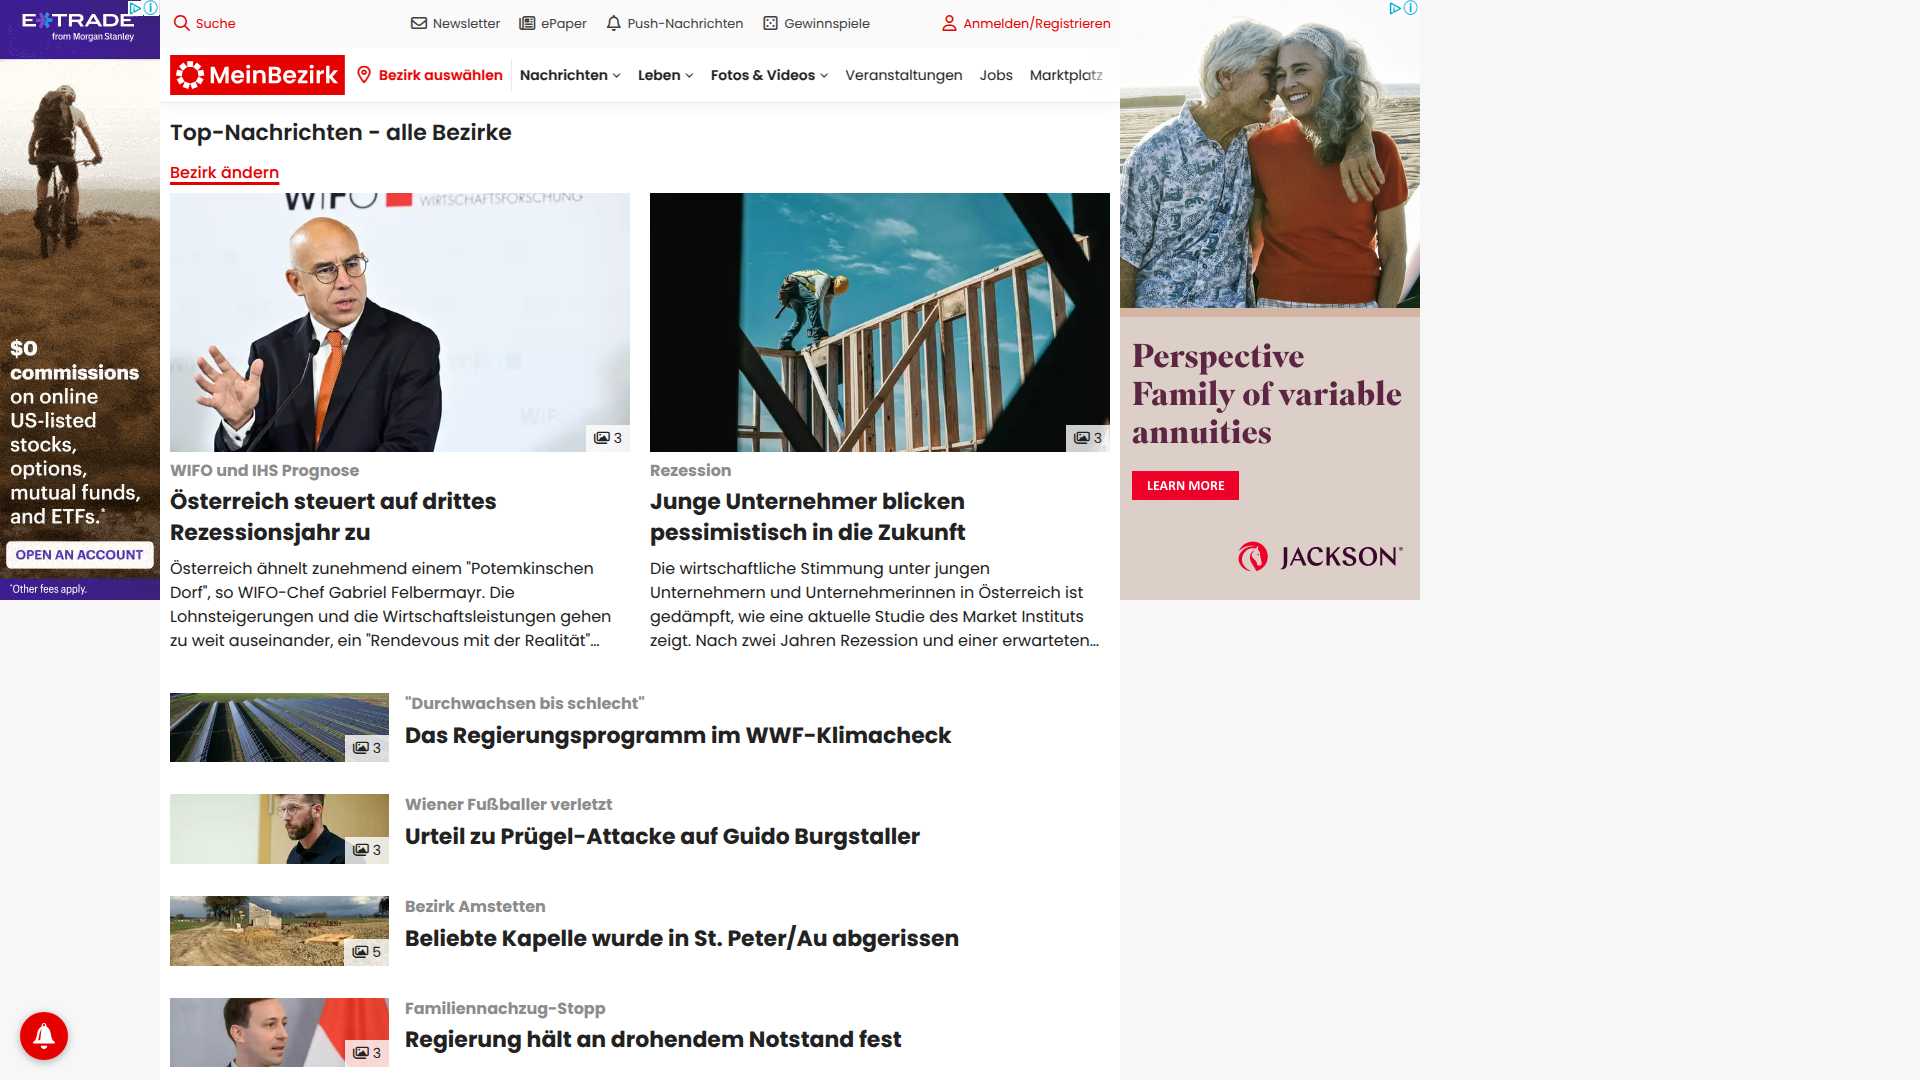 E*TRADE
from Morgan Stanley
$0
commissions
on online
US-listed
stocks,
options,
mutual funds,
and ETFs.*
OPEN AN ACCOUNT
*Other fees apply.
Suche
Newsletter
ePaper
Push-Nachrichten
Gewinnspiele
Anmelden/Registrieren
MeinBezirk
Bezirk auswählen
Nachrichten
Leben
Fotos & Videos
Veranstaltungen
Jobs
Marktplatz
Top-Nachrichten - alle Bezirke
Bezirk ändern
WIFO
WIRTSCHAFTSFORSCHUNG
3
WIFO und IHS Prognose
Österreich steuert auf drittes
Rezessionsjahr zu
Österreich ähnelt zunehmend einem "Potemkinschen
Dorf", so WIFO-Chef Gabriel Felbermayr. Die
Lohnsteigerungen und die Wirtschaftsleistungen gehen
zu weit auseinander, ein "Rendevous mit der Realität"...
3
Rezession
Junge Unternehmer blicken
pessimistisch in die Zukunft
Die wirtschaftliche Stimmung unter jungen
Unternehmern und Unternehmerinnen in Österreich ist
gedämpft, wie eine aktuelle Studie des Market Instituts
zeigt. Nach zwei Jahren Rezession und einer erwarteten...
3
"Durchwachsen bis schlecht"
Das Regierungsprogramm im WWF-Klimacheck
3
Wiener Fußballer verletzt
Urteil zu Prügel-Attacke auf Guido Burgstaller
5
Bezirk Amstetten
Beliebte Kapelle wurde in St. Peter/Au abgerissen
3
Familiennachzug-Stopp
Regierung hält an drohendem Notstand fest
Perspective
Family of variable
annuities
LEARN MORE
JACKSON®